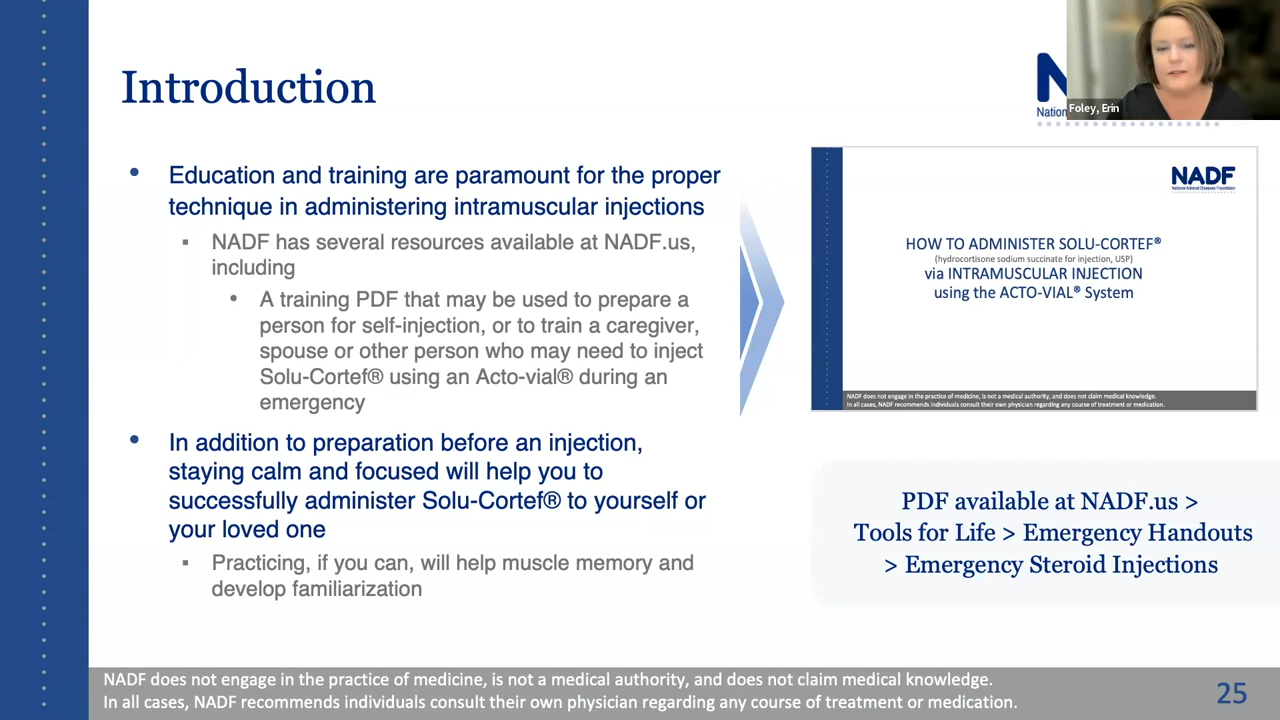 Introduction
N
Nation
Foley, Erin
• Education and training are paramount for the proper
technique in administering intramuscular injections
▪ NADF has several resources available at NADF.us,
including
• A training PDF that may be used to prepare a
person for self-injection, or to train a caregiver,
spouse or other person who may need to inject
Solu-Cortef® using an Acto-vial® during an
emergency
• In addition to preparation before an injection,
staying calm and focused will help you to
successfully administer Solu-Cortef® to yourself or
your loved one
▪ Practicing, if you can, will help muscle memory and
develop familiarization
NADF
National Adrenal Diseases Foundation
HOW TO ADMINISTER SOLU-CORTEF®
(hydrocortisone sodium succinate for injection, USP)
via INTRAMUSCULAR INJECTION
using the ACTO-VIAL® System
NADF does not engage in the practice of medicine, is not a medical authority, and does not claim medical knowledge.
In all cases, NADF recommends individuals consult their own physician regarding any course of treatment or medication.
PDF available at NADF.us >
Tools for Life > Emergency Handouts
> Emergency Steroid Injections
NADF does not engage in the practice of medicine, is not a medical authority, and does not claim medical knowledge.
In all cases, NADF recommends individuals consult their own physician regarding any course of treatment or medication.
25